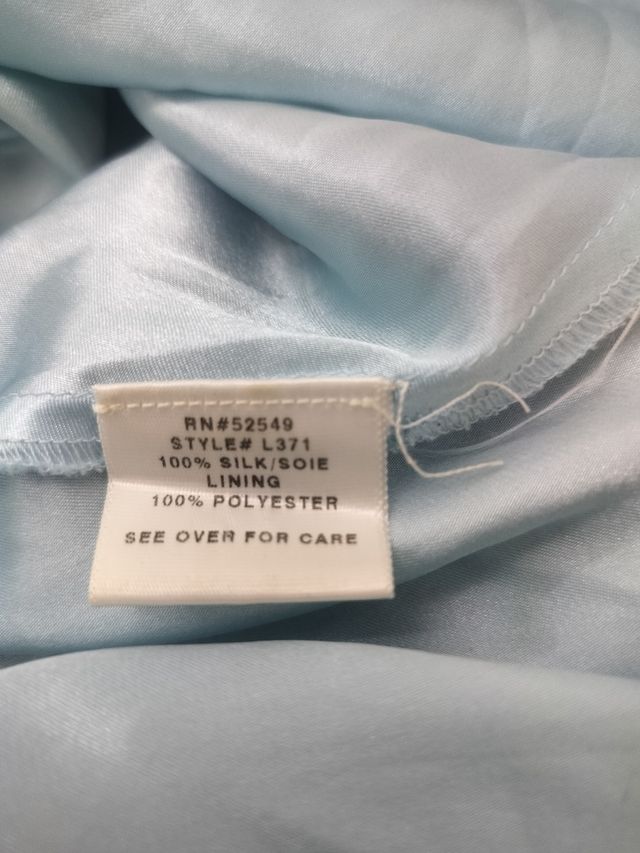 RN#52549
STYLE# L371
100% SILK/SOIE
LINING
100% POLYESTER
SEE OVER FOR CARE